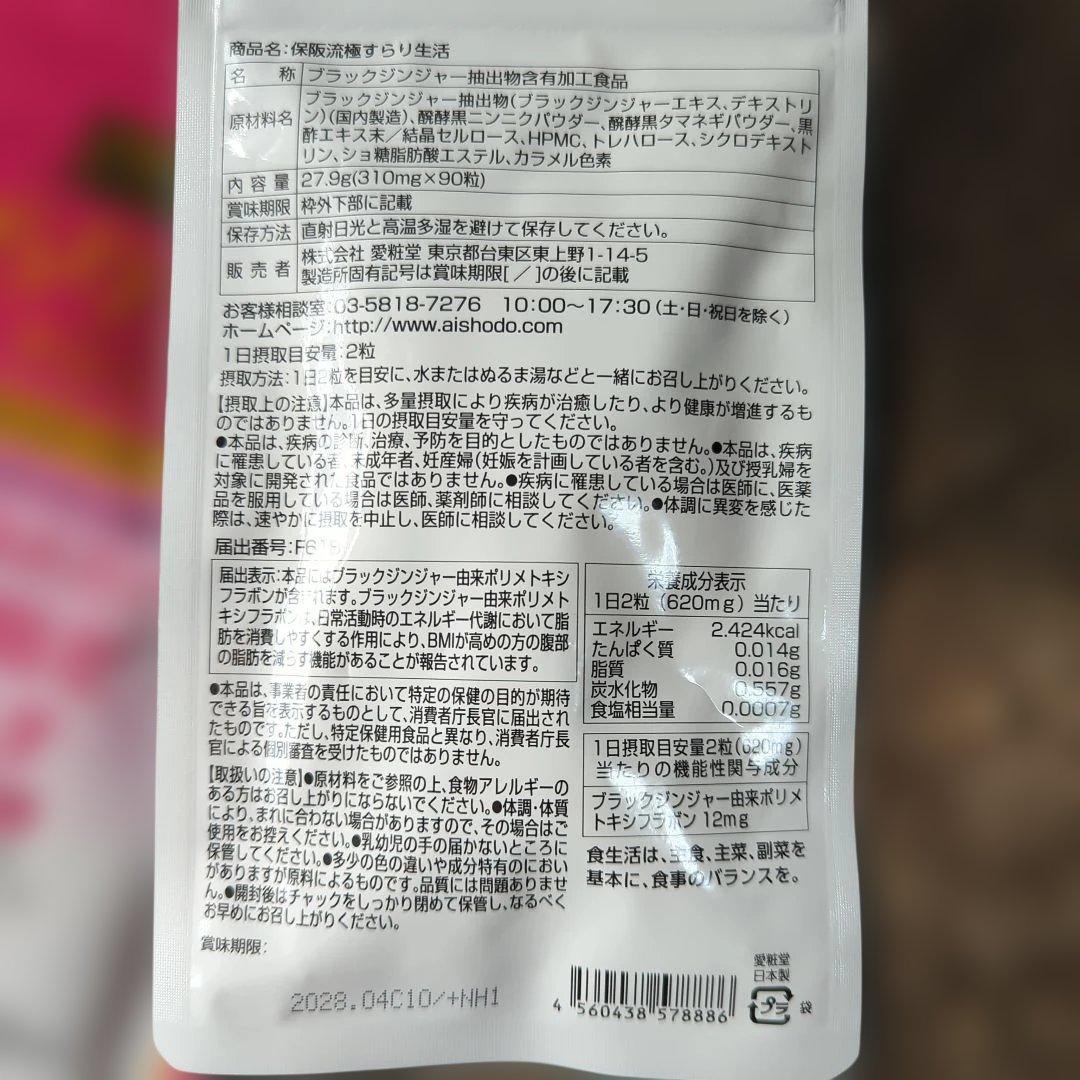 商品名:保阪流極すらり生活
名 称 ブラックジンジャー抽出物含有加工食品
原材料名 ブラックジンジャー抽出物(ブラックジンジャーエキス、デキストリ
ン)(国内製造)、醗酵黒ニンニクパウダー、醗酵黒タマネギパウダー、黒
酢エキス末/結晶セルロース、HPMC、トレハロース、シクロデキスト
リン、ショ糖脂肪酸エステル、カラメル色素
内容量 27.9g(310mg×90粒)
賞味期限 枠外下部に記載
保存方法 直射日光と高温多湿を避けて保存してください。
販売者 株式会社 愛粧堂 東京都台東区東上野1-14-5
製造所固有記号は賞味期限[ / ]の後に記載
お客様相談室:03-5818-7276 10:00〜17:30(土・日・祝日を除く)
ホームページ:http://www.aishodo.com
1日摂取目安量:2粒
摂取方法:1日2粒を目安に、水またはぬるま湯などと一緒にお召し上がりください。
【摂取上の注意】本品は、多量摂取により疾病が治癒したり、より健康が増進するも
のではありません。1日の摂取目安量を守ってください。
●本品は、疾病の診断、治療、予防を目的としたものではありません。●本品は、疾病
に罹患している者、未成年者、妊産婦(妊娠を計画している者を含む。)及び授乳婦を
対象に開発された食品ではありません。●疾病に罹患している場合は医師に、医薬
品を服用している場合は医師、薬剤師に相談してください。●体調に異変を感じた
際は、速やかに摂取を中止し、医師に相談してください。
届出番号:
届出表示:本品にはブラックジンジャー由来ポリメトキシ
フラボンが含まれます。ブラックジンジャー由来ポリメト
キシフラボンは、日常活動時のエネルギー代謝において脂
肪を消費しやすくする作用により、BMIが高めの方の腹部
の脂肪を減らす機能があることが報告されています。
●本品は、事業者の責任において特定の保健の目的が期待
できる旨を表示するものとして、消費者庁長官に届出され
たものです。ただし、特定保健用食品と異なり、消費者庁長
官による個別審査を受けたものではありません。
【取扱いの注意】●原材料をご参照の上、食物アレルギーの
ある方はお召し上がりにならないでください。●体調・体質
により、まれに合わない場合がありますので、その場合はご
使用をお控えください。●乳幼児の手の届かないところに
保管してください。●多少の色の違いや成分特有のにおい
がありますが原料によるものです。品質には問題ありませ
ん。●開封後はチャックをしっかり閉めて保管し、なるべく
お早めにお召し上がりください。
賞味期限:
2028.04C10/+NH1
栄養成分表示
1日2粒(620mg)当たり
エネルギー 2.424kcal
たんぱく質 0.014g
脂質 0.016g
炭水化物 0.557g
食塩相当量 0.0007g
1日摂取目安量2粒(620mg)
当たりの機能性関与成分
ブラックジンジャー由来ポリメ
トキシフラボン 12mg
食生活は、主食、主菜、副菜を
基本に、食事のバランスを。
愛粧堂
日本製
プラ 袋
4 560438 578886